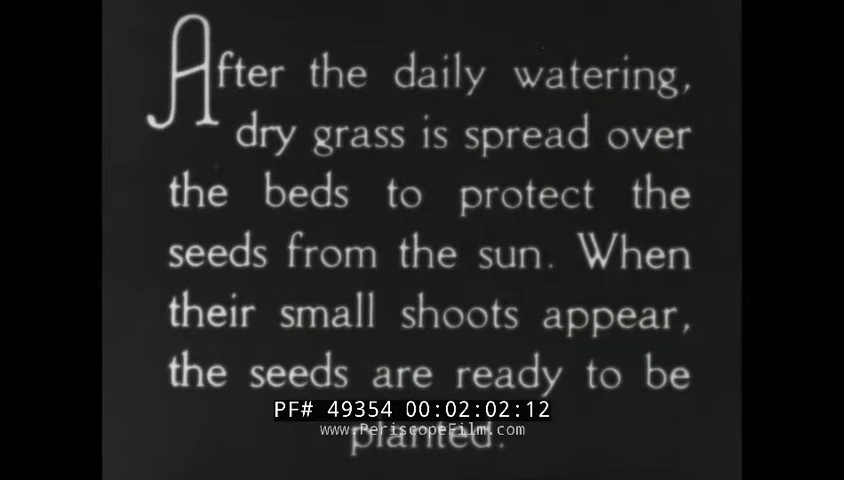 After the daily watering,
dry grass is spread over
the beds to protect the
seeds from the sun. When
their small shoots appear,
the seeds are ready to be
PF# 49354 00:02:02:12
www.PeriscopeFilm.com
planted.